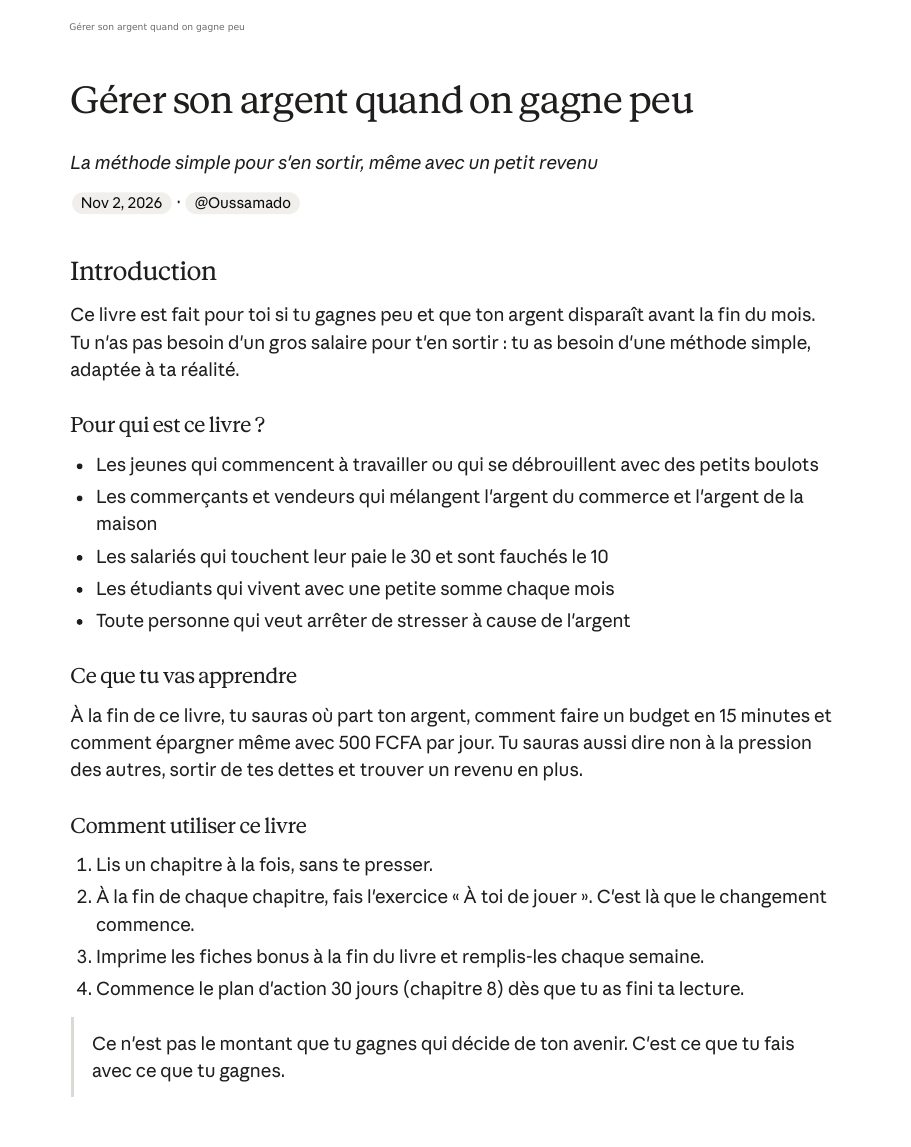 Gérer son argent quand on gagne peu
Gérer son argent quand on gagne peu
La méthode simple pour s'en sortir, même avec un petit revenu
Nov 2, 2026 · @Oussamado
Introduction
Ce livre est fait pour toi si tu gagnes peu et que ton argent disparaît avant la fin du mois.
Tu n'as pas besoin d'un gros salaire pour t'en sortir : tu as besoin d'une méthode simple,
adaptée à ta réalité.
Pour qui est ce livre ?
• Les jeunes qui commencent à travailler ou qui se débrouillent avec des petits boulots
• Les commerçants et vendeurs qui mélangent l'argent du commerce et l'argent de la
maison
• Les salariés qui touchent leur paie le 30 et sont fauchés le 10
• Les étudiants qui vivent avec une petite somme chaque mois
• Toute personne qui veut arrêter de stresser à cause de l'argent
Ce que tu vas apprendre
À la fin de ce livre, tu sauras où part ton argent, comment faire un budget en 15 minutes et
comment épargner même avec 500 FCFA par jour. Tu sauras aussi dire non à la pression
des autres, sortir de tes dettes et trouver un revenu en plus.
Comment utiliser ce livre
1. Lis un chapitre à la fois, sans te presser.
2. À la fin de chaque chapitre, fais l'exercice « À toi de jouer ». C'est là que le changement
commence.
3. Imprime les fiches bonus à la fin du livre et remplis-les chaque semaine.
4. Commence le plan d'action 30 jours (chapitre 8) dès que tu as fini ta lecture.
Ce n'est pas le montant que tu gagnes qui décide de ton avenir. C'est ce que tu fais
avec ce que tu gagnes.